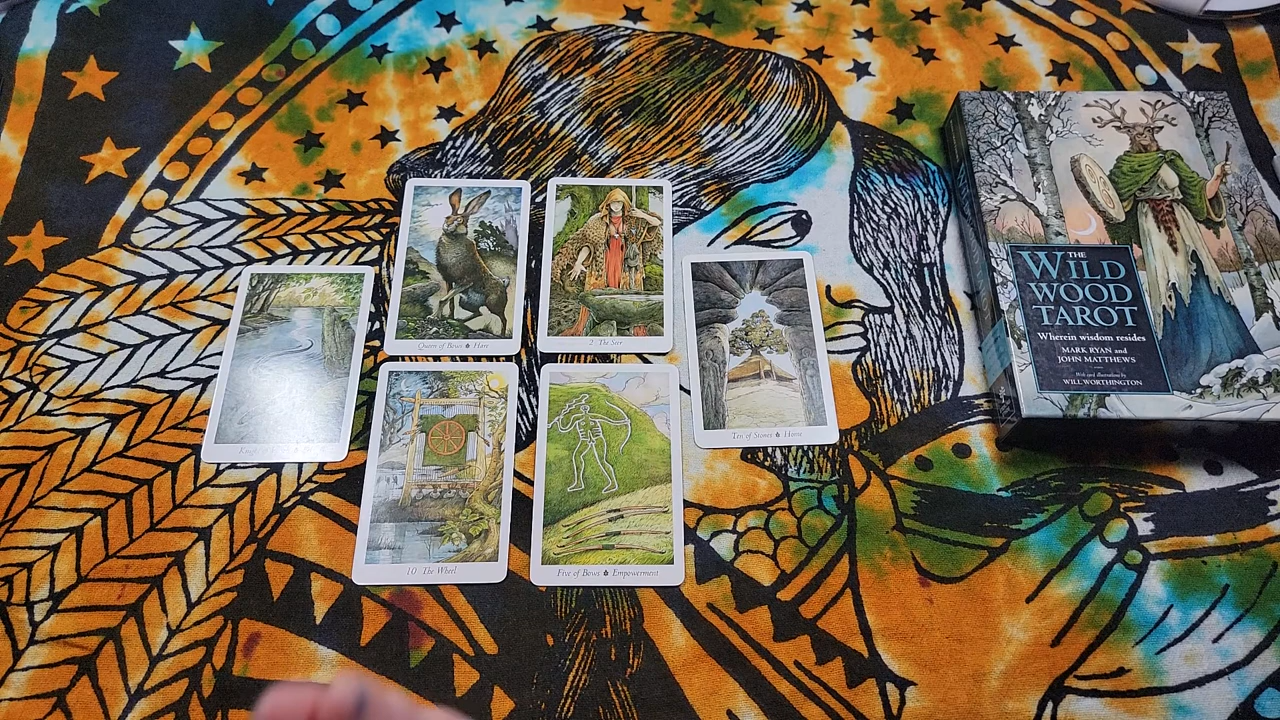 Queen of Bows Hare
2 The Seer
Ten of Stones Home
10 The Wheel
Five of Bows Empowerment
THE
WILD
WOOD
TAROT
Wherein wisdom resides
MARK RYAN and
JOHN MATTHEWS
With card illustrations by
WILL WORTHINGTON